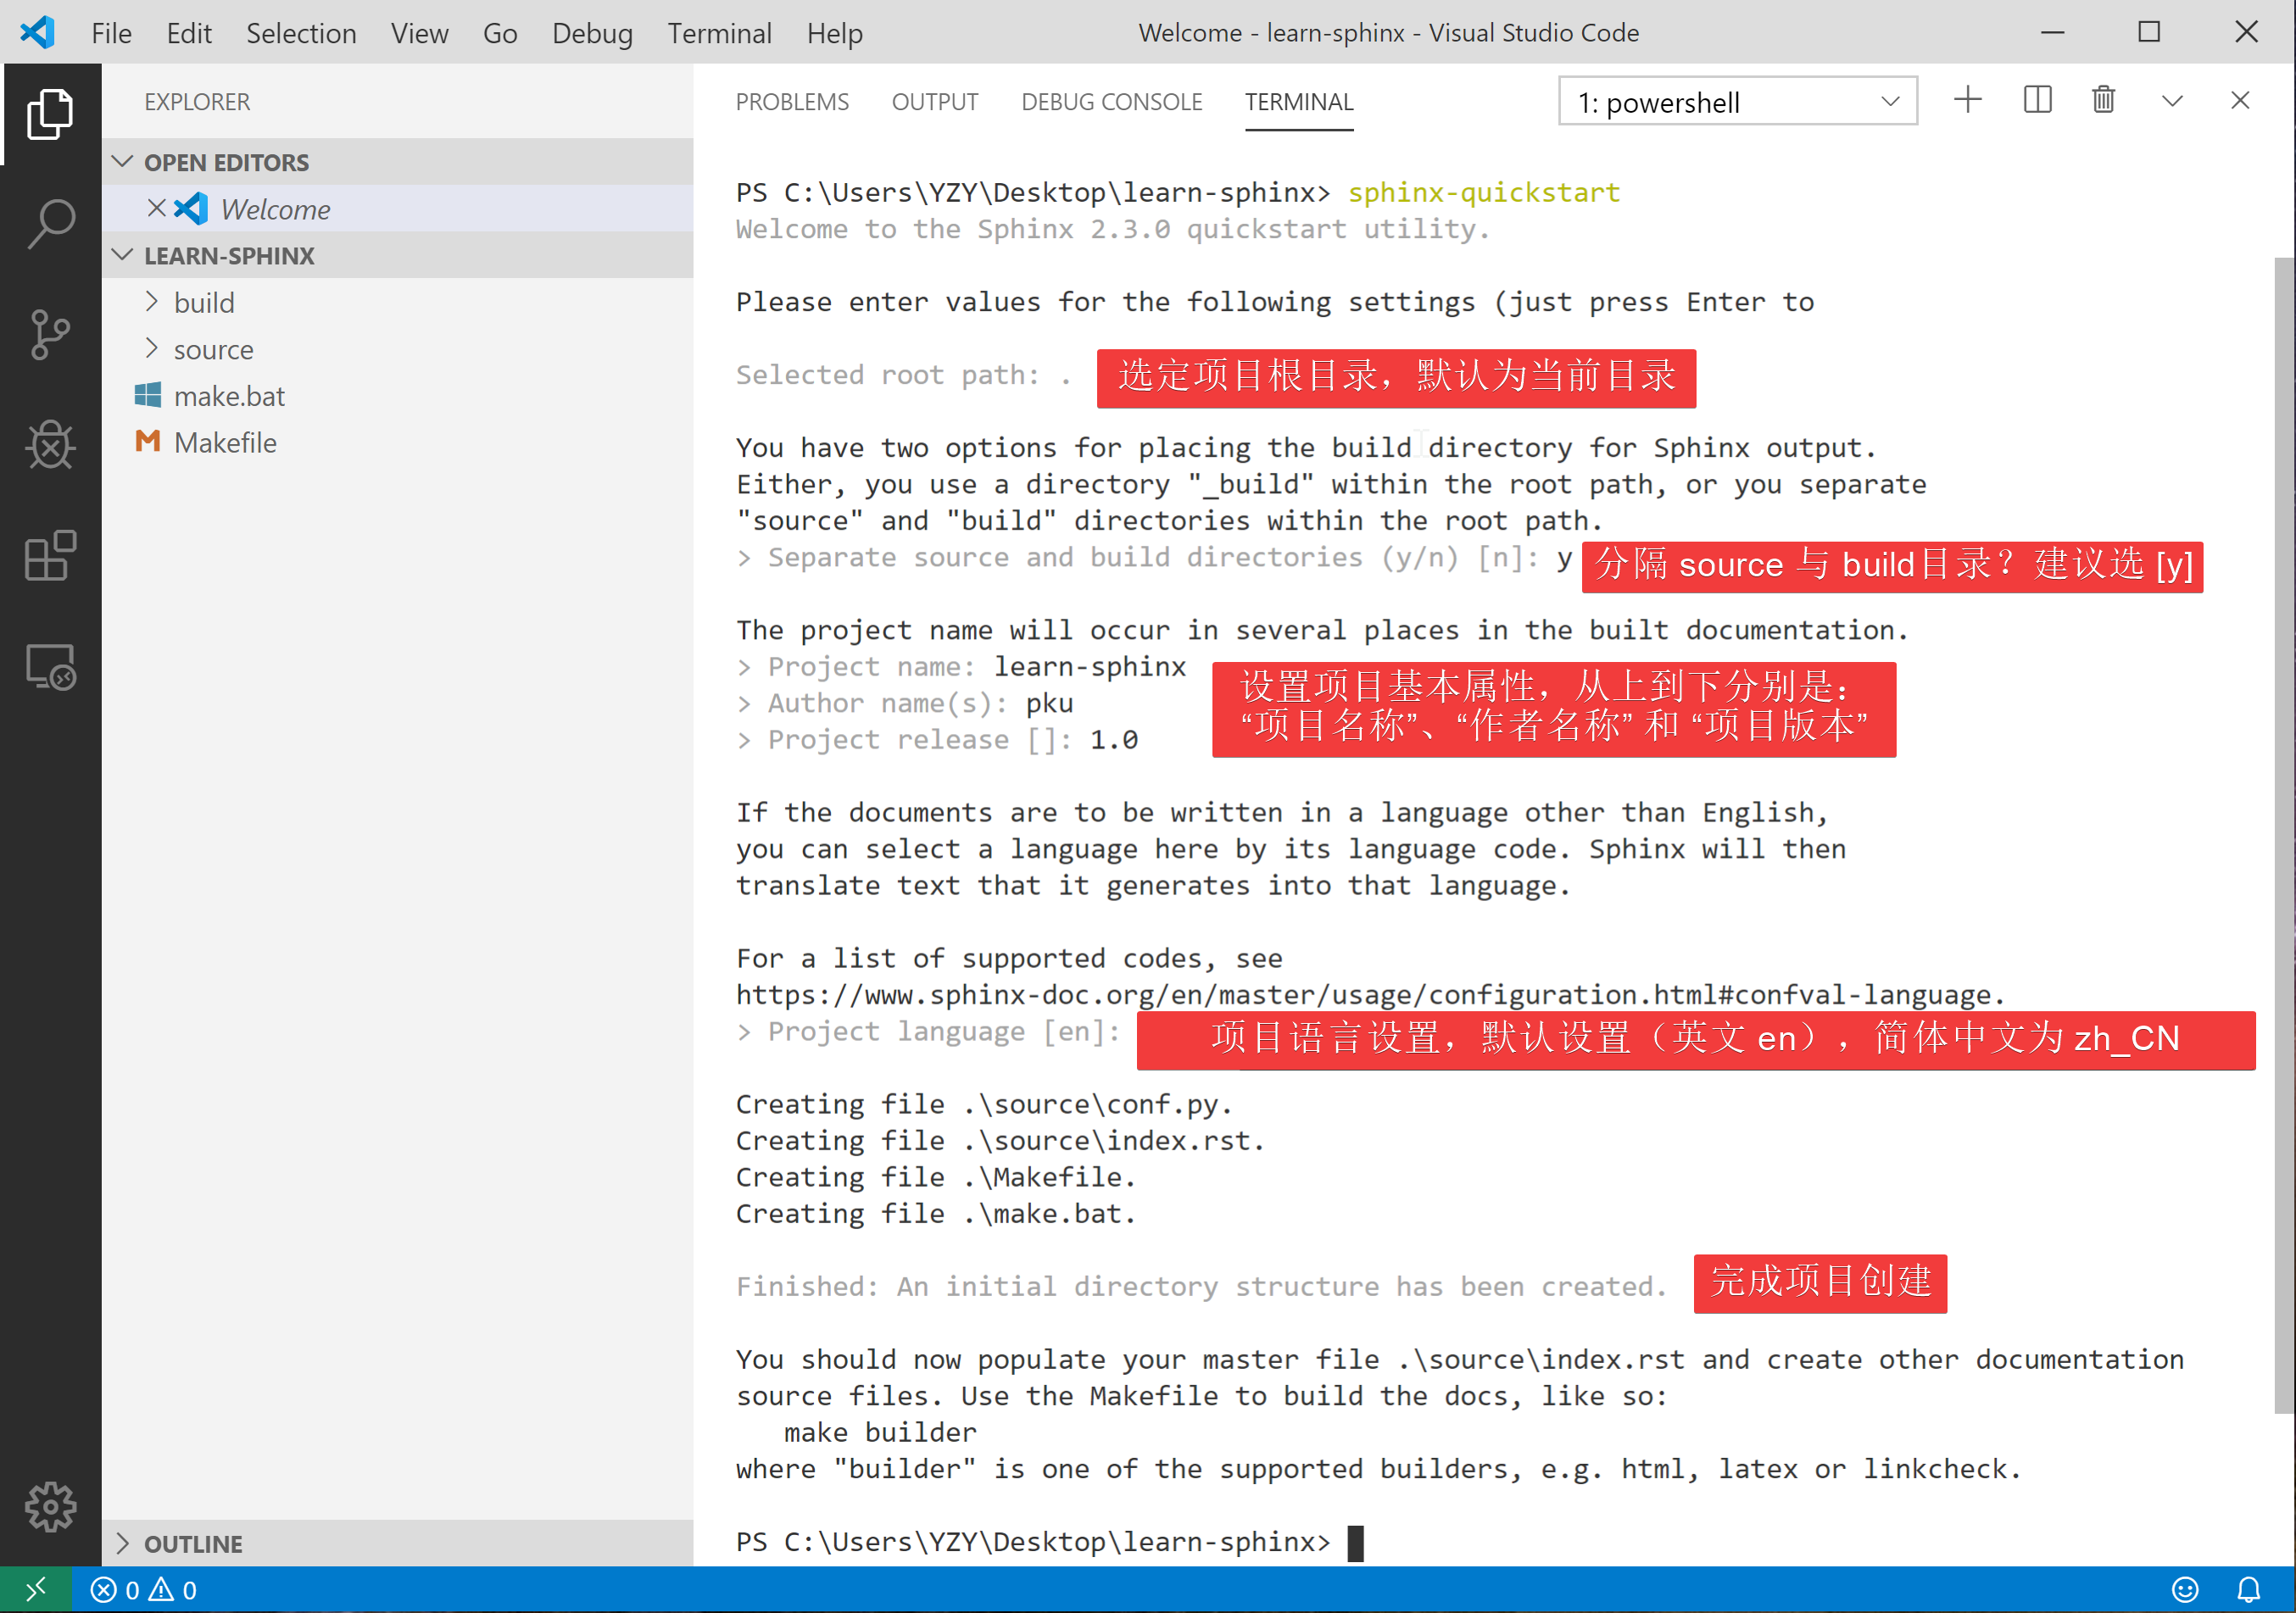 File Edit Selection View Go Debug Terminal Help
Welcome - learn-sphinx - Visual Studio Code
EXPLORER
OPEN EDITORS
Welcome
LEARN-SPHINX
build
source
make.bat
Makefile
OUTLINE
PROBLEMS OUTPUT DEBUG CONSOLE TERMINAL
1: powershell
PS C:\Users\YZY\Desktop\learn-sphinx> sphinx-quickstart
Welcome to the Sphinx 2.3.0 quickstart utility.
Please enter values for the following settings (just press Enter to
Selected root path: . 选定项目根目录，默认为当前目录
You have two options for placing the build directory for Sphinx output.
Either, you use a directory "_build" within the root path, or you separate
"source" and "build" directories within the root path.
> Separate source and build directories (y/n) [n]: y 分隔 source 与 build目录？建议选 [y]
The project name will occur in several places in the built documentation.
> Project name: learn-sphinx
> Author name(s): pku
> Project release []: 1.0
设置项目基本属性，从上到下分别是：
“项目名称”、“作者名称” 和 “项目版本”
If the documents are to be written in a language other than English,
you can select a language here by its language code. Sphinx will then
translate text that it generates into that language.
For a list of supported codes, see
https://www.sphinx-doc.org/en/master/usage/configuration.html#confval-language.
> Project language [en]: 项目语言设置，默认设置（英文 en），简体中文为 zh_CN
Creating file .\source\conf.py.
Creating file .\source\index.rst.
Creating file .\Makefile.
Creating file .\make.bat.
Finished: An initial directory structure has been created. 完成项目创建
You should now populate your master file .\source\index.rst and create other documentation
source files. Use the Makefile to build the docs, like so:
make builder
where "builder" is one of the supported builders, e.g. html, latex or linkcheck.
PS C:\Users\YZY\Desktop\learn-sphinx>
0 0